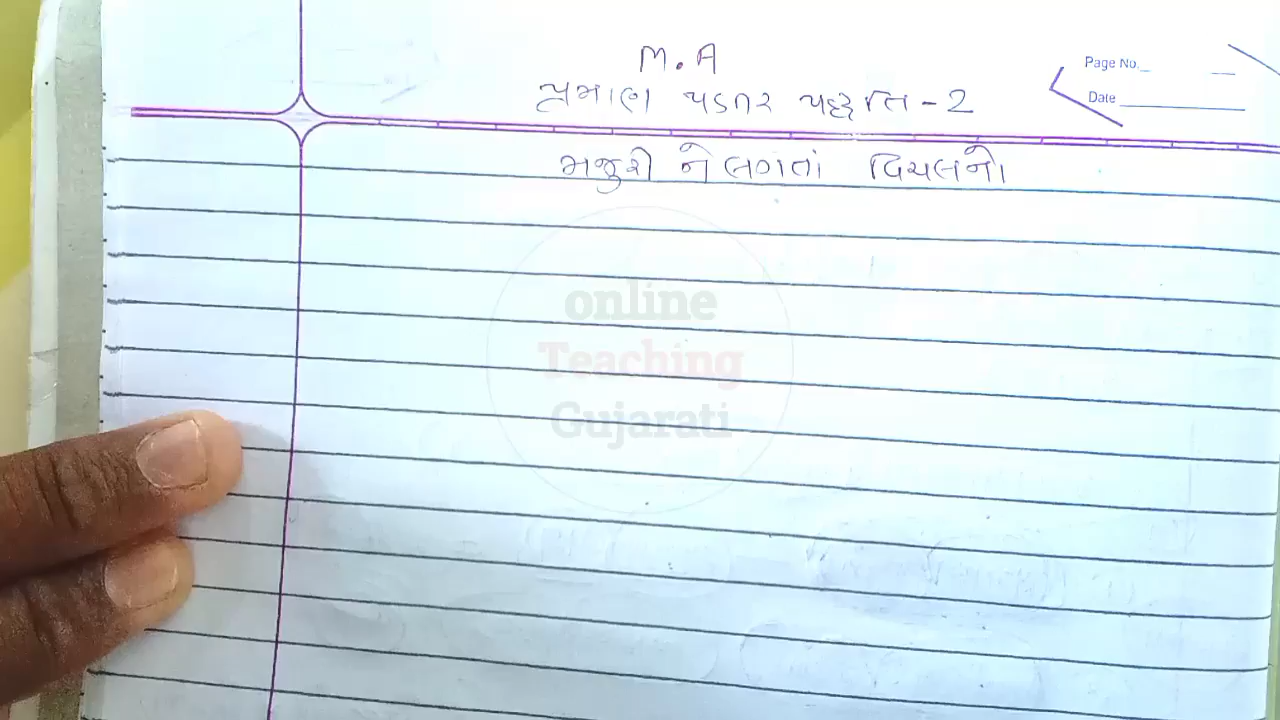 M.A
પ્રમાણ પડતર પદ્ધતિ - 2
Page No.
Date
મજુરી ને લગતાં વિચલનો
online
Teaching
Gujarati